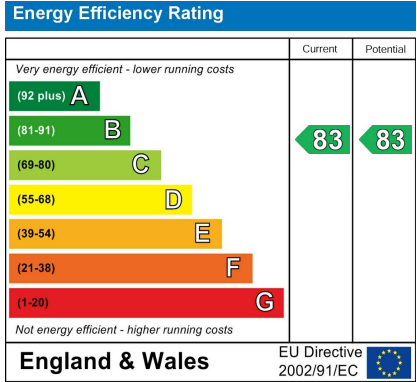 Energy Efficiency Rating
Current Potential
Very energy efficient - lower running costs
(92 plus) A
(81-91) B
83 83
(69-80) C
(55-68) D
(39-54) E
(21-38) F
(1-20) G
Not energy efficient - higher running costs
England & Wales
EU Directive
2002/91/EC